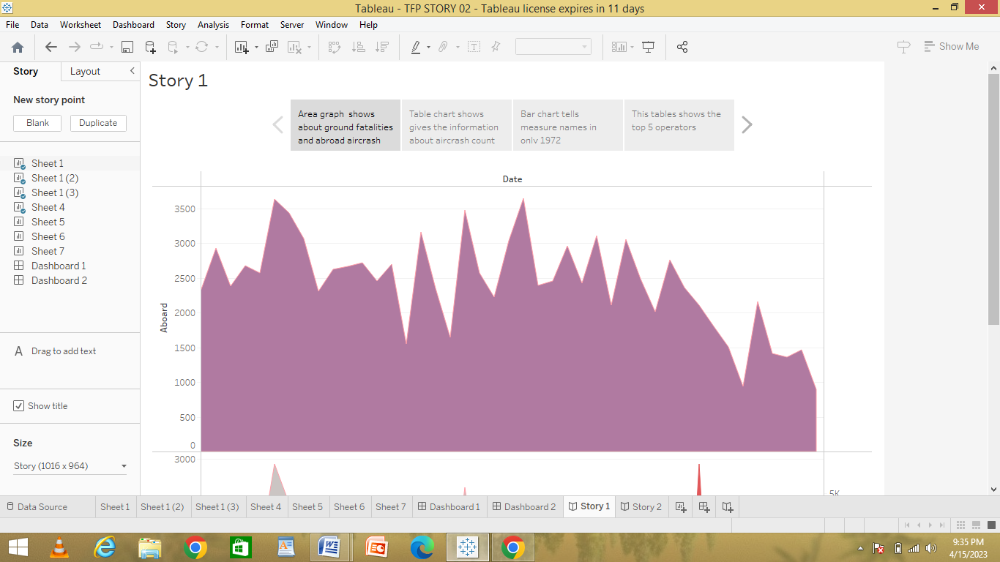 Tableau - TFP STORY 02 - Tableau license expires in 11 days
File Data Worksheet Dashboard Story Analysis Format Server Window Help
Show Me
Story Layout
New story point
Blank Duplicate
Sheet 1
Sheet 1 (2)
Sheet 1 (3)
Sheet 4
Sheet 5
Sheet 6
Sheet 7
Dashboard 1
Dashboard 2
A Drag to add text
Show title
Size
Story (1016 x 964)
Story 1
Area graph shows
about ground fatalities
and abroad aircrash
Table chart shows
gives the information
about aircrash count
Bar chart tells
measure names in
only 1972
This tables shows the
top 5 operators
Date
Aboard
3500
3000
2500
2000
1500
1000
500
0
3000
5K
Data Source Sheet 1 Sheet 1 (2) Sheet 1 (3) Sheet 4 Sheet 5 Sheet 6 Sheet 7 Dashboard 1 Dashboard 2 Story 1 Story 2
9:35 PM
4/15/2023